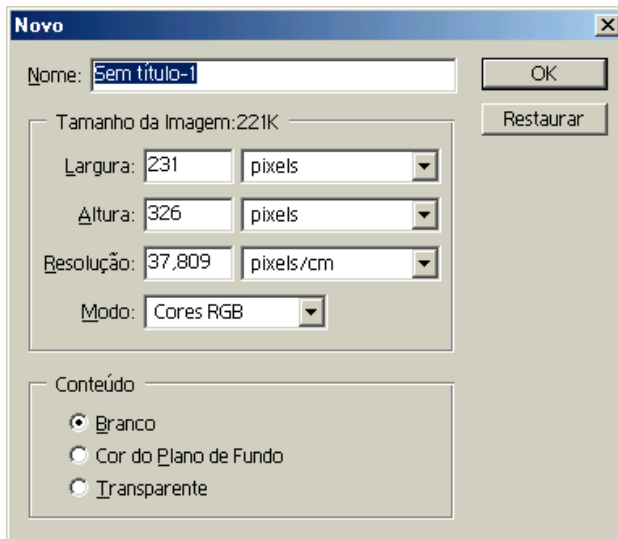 Novo
Nome: Sem título-1
OK
Restaurar
Tamanho da Imagem:221K
Largura: 231 pixels
Altura: 326 pixels
Resolução: 37,809 pixels/cm
Modo: Cores RGB
Conteúdo
Branco
Cor do Plano de Fundo
Transparente